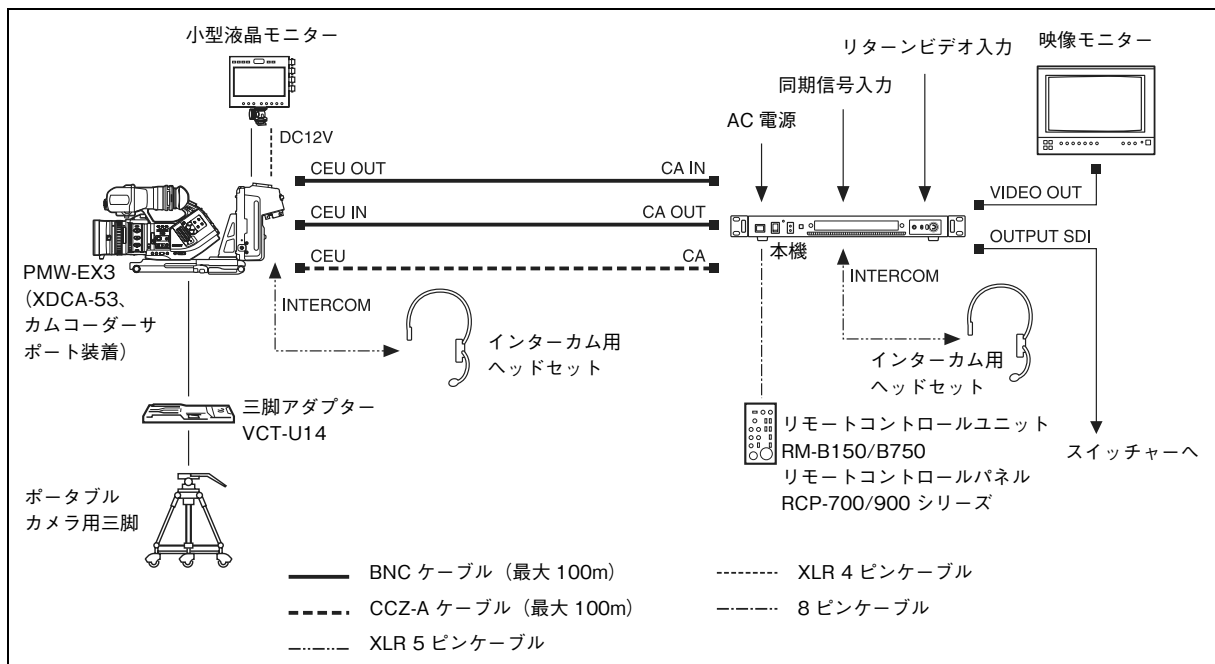 小型液晶モニター
DC12V
リターンビデオ入力
同期信号入力
AC 電源
映像モニター
CEU OUT
CA IN
CEU IN
CA OUT
CEU
CA
VIDEO OUT
OUTPUT SDI
本機
PMW-EX3
（XDCA-53、
カムコーダーサ
ポート装着）
INTERCOM
インターカム用
ヘッドセット
INTERCOM
インターカム用
ヘッドセット
三脚アダプター
VCT-U14
リモートコントロールユニット
RM-B150/B750
リモートコントロールパネル
RCP-700/900 シリーズ
スイッチャーへ
ポータブル
カメラ用三脚
BNC ケーブル（最大 100m）
CCZ-A ケーブル（最大 100m）
XLR 5 ピンケーブル
XLR 4 ピンケーブル
8 ピンケーブル